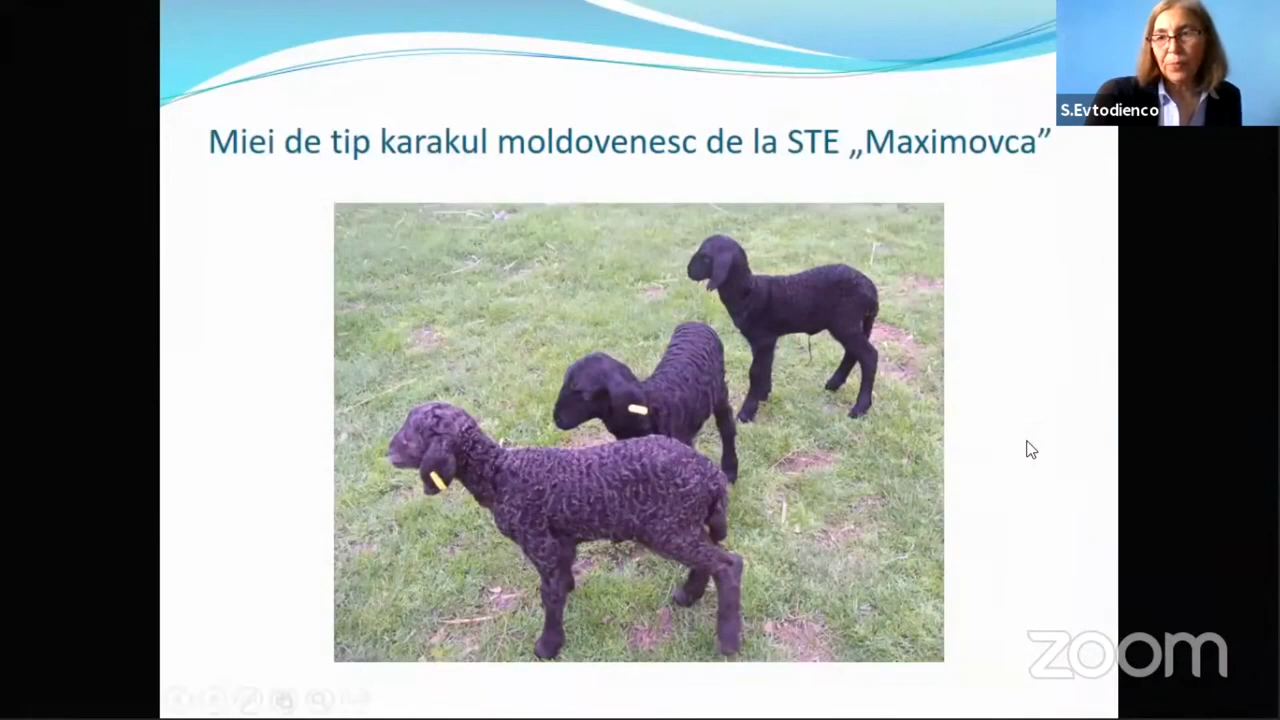 S.Evtodienco
Miei de tip karakul moldovenesc de la STE „Maximovca”
zoom